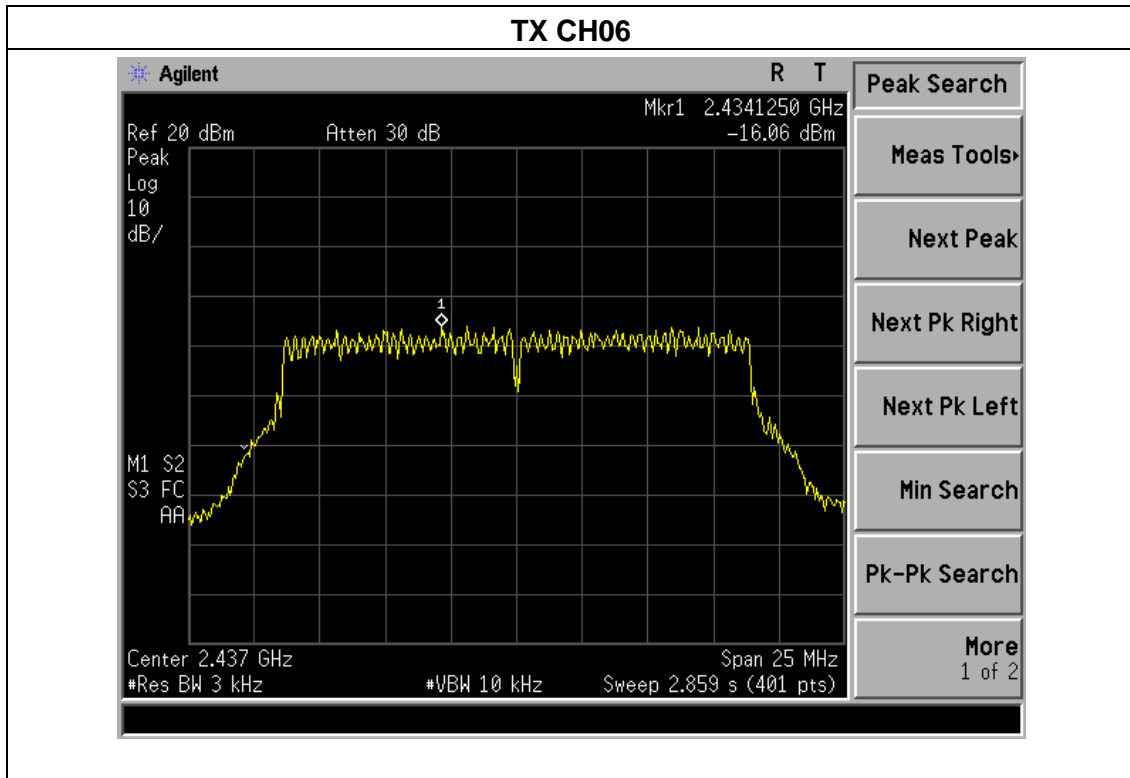 TX CH06
Agilent R T
Mkr1 2.4341250 GHz
Ref 20 dBm Atten 30 dB -16.06 dBm
Peak
Log
10
dB/
1
M1 S2
S3 FC
AA
Center 2.437 GHz Span 25 MHz
#Res BW 3 kHz #VBW 10 kHz Sweep 2.859 s (401 pts)
Peak Search
Meas Tools
Next Peak
Next Pk Right
Next Pk Left
Min Search
Pk-Pk Search
More
1 of 2